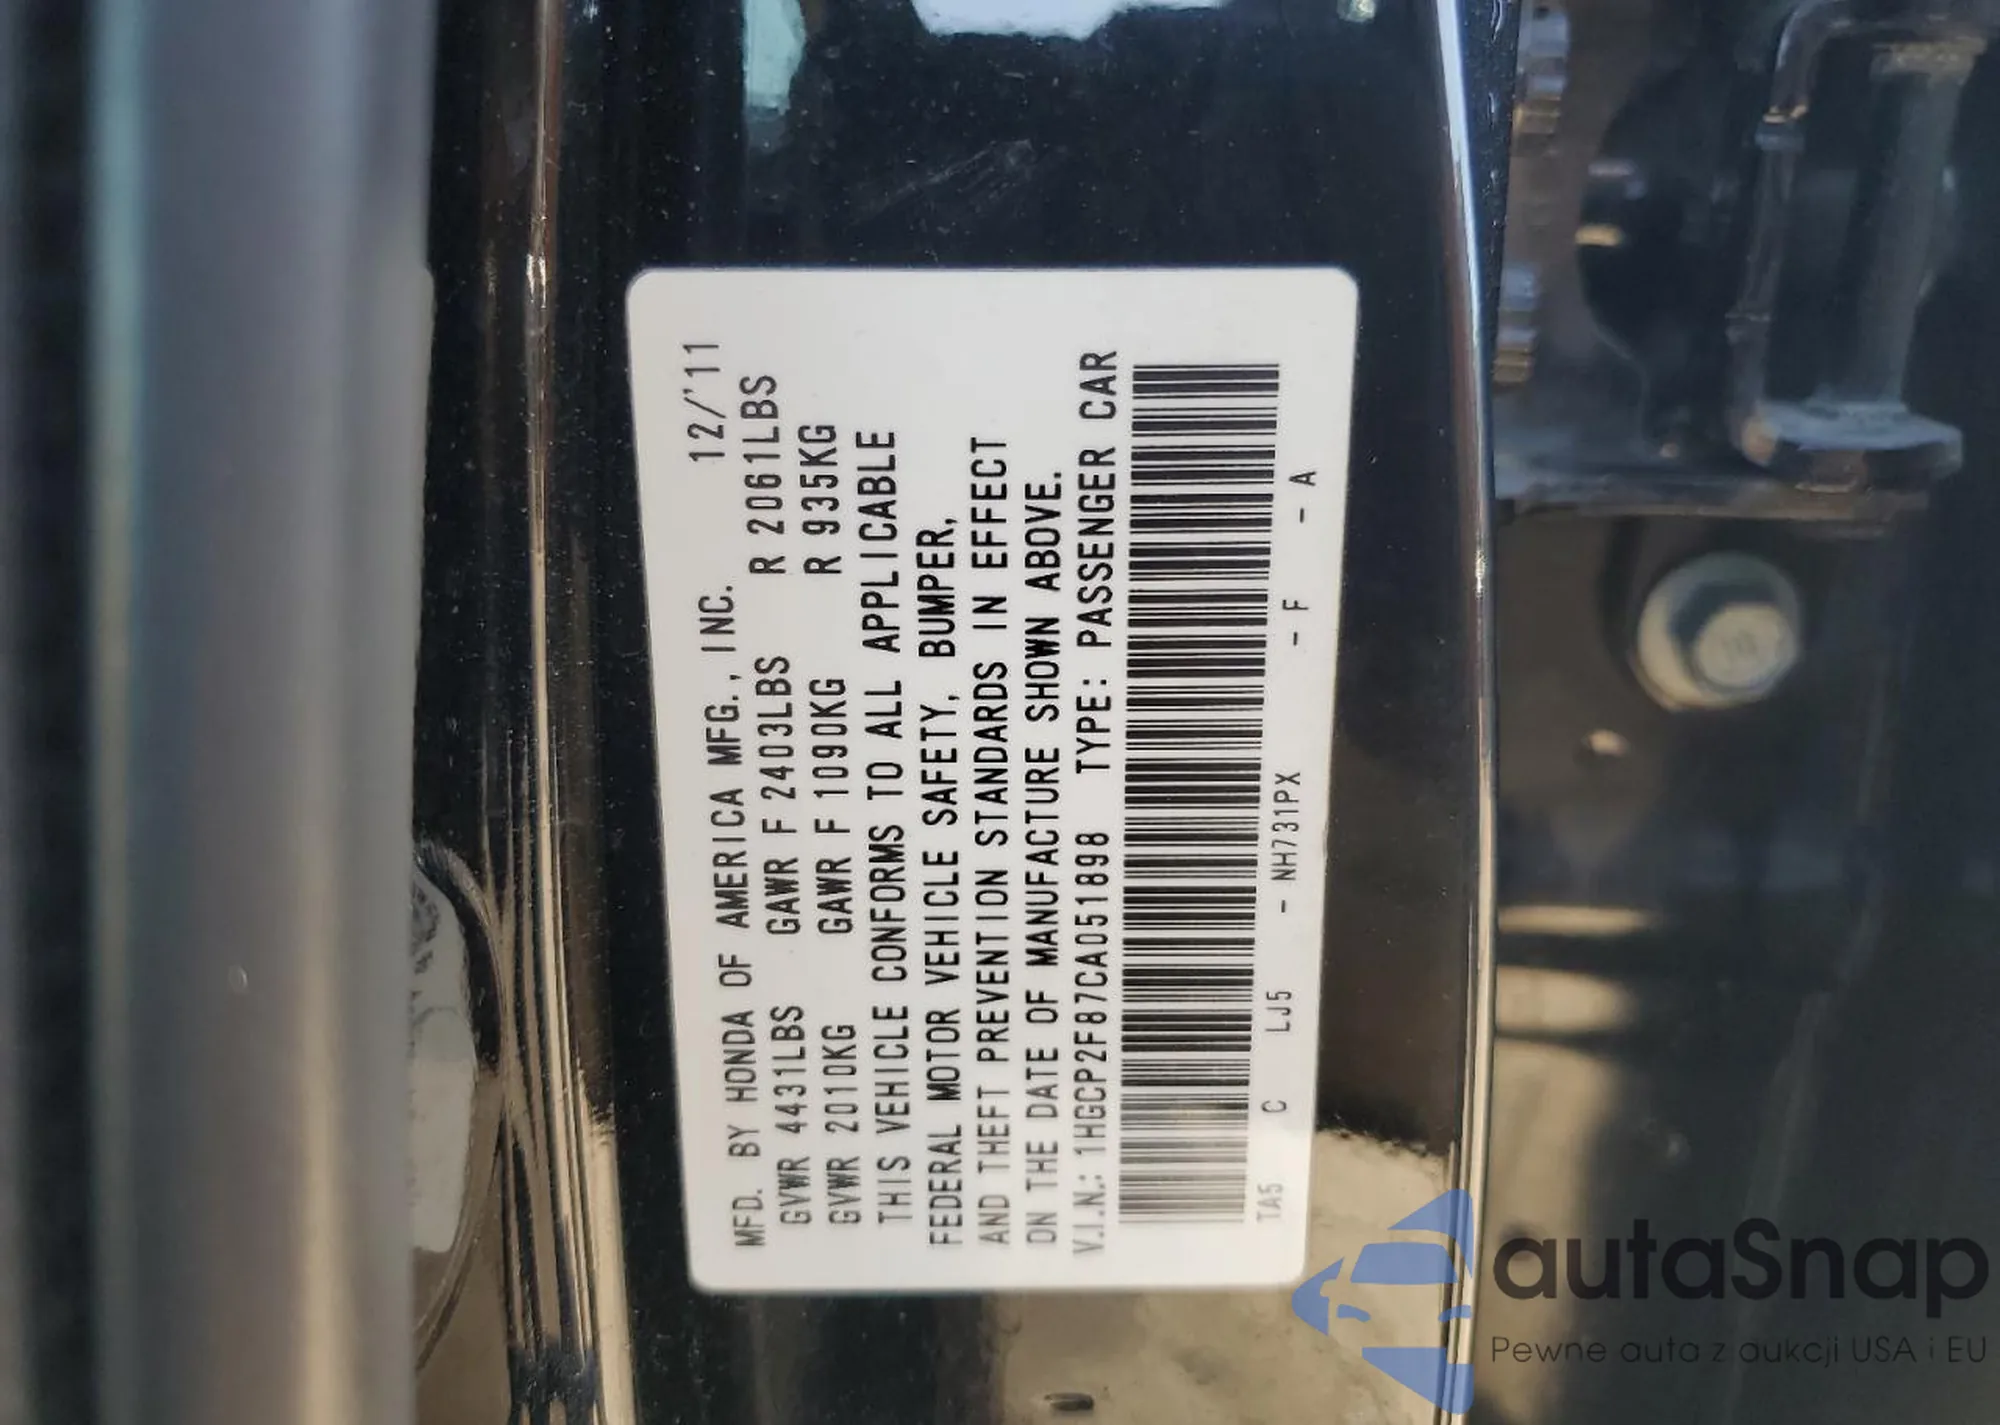 MFD. BY HONDA OF AMERICA MFG., INC. 12/'11
GVWR 4431LBS GAWR F 2403LBS R 2061LBS
GVWR 2010KG GAWR F 1090KG R 935KG
THIS VEHICLE CONFORMS TO ALL APPLICABLE
FEDERAL MOTOR VEHICLE SAFETY, BUMPER,
AND THEFT PREVENTION STANDARDS IN EFFECT
ON THE DATE OF MANUFACTURE SHOWN ABOVE.
V.I.N.: 1HGCP2F87CA051898 TYPE: PASSENGER CAR
TA5 C LJ5 - NH731PX - F - A
autaSnap
Pewne auta z aukcji USA i EU